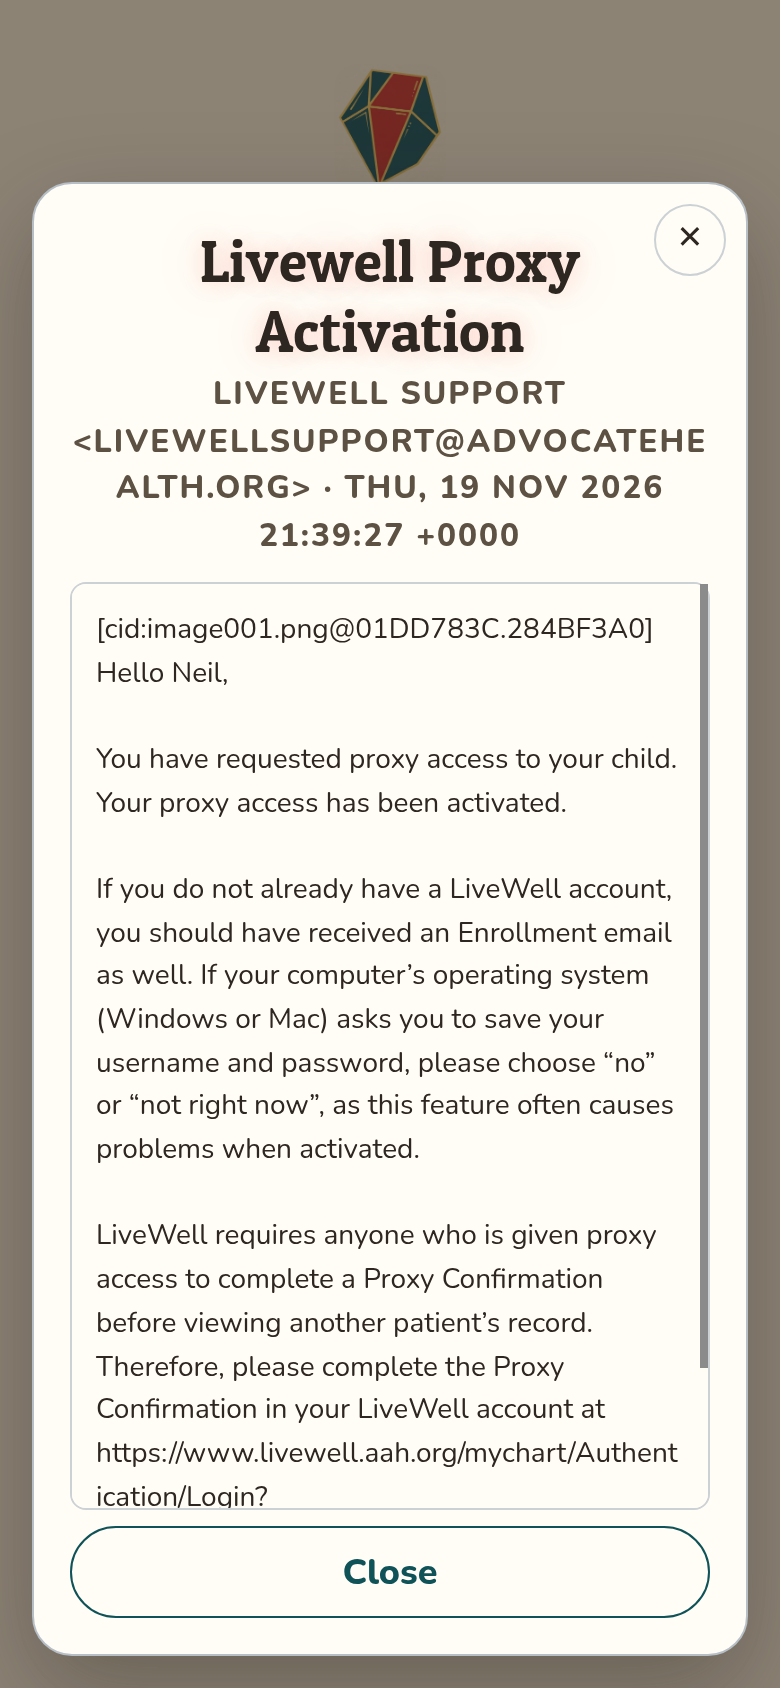 ×
Livewell Proxy
Activation
LIVEWELL SUPPORT
<LIVEWELLSUPPORT@ADVOCATEHE
ALTH.ORG> · THU, 19 NOV 2026
21:39:27 +0000
[cid:image001.png@01DD783C.284BF3A0]
Hello Neil,
You have requested proxy access to your child.
Your proxy access has been activated.
If you do not already have a LiveWell account,
you should have received an Enrollment email
as well. If your computer’s operating system
(Windows or Mac) asks you to save your
username and password, please choose “no”
or “not right now”, as this feature often causes
problems when activated.
LiveWell requires anyone who is given proxy
access to complete a Proxy Confirmation
before viewing another patient’s record.
Therefore, please complete the Proxy
Confirmation in your LiveWell account at
https://www.livewell.aah.org/mychart/Authent
ication/Login?
Close